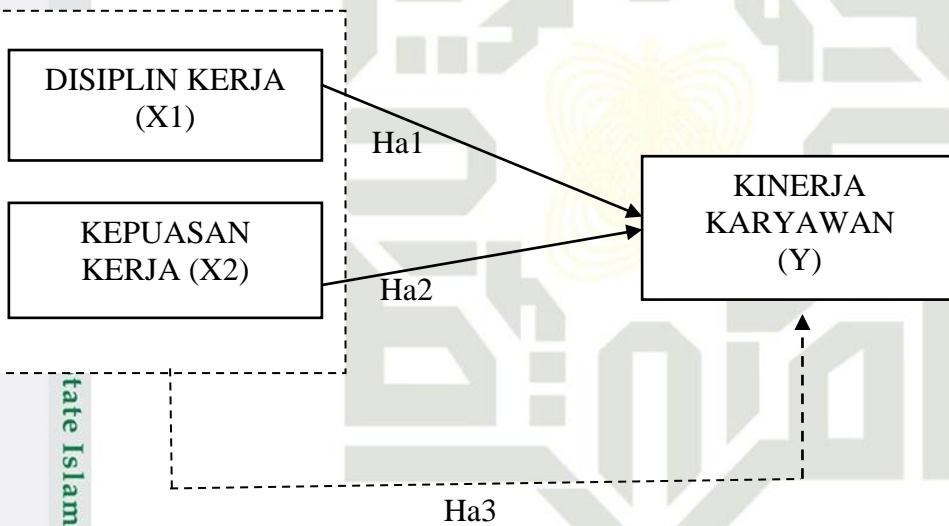 DISIPLIN KERJA
(X1)
Ha1
KEPUASAN
KERJA (X2)
Ha2
KINERJA
KARYAWAN
(Y)
Ha3
tate Islam